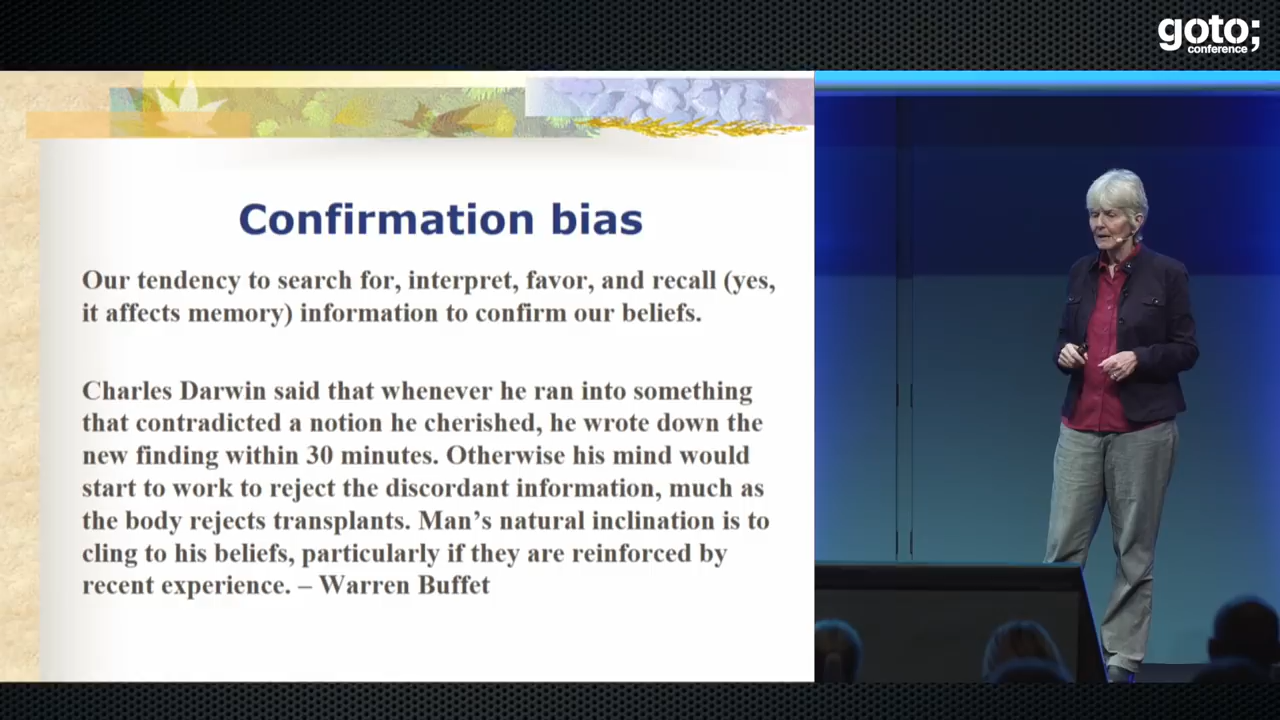 goto;
conference
Confirmation bias
Our tendency to search for, interpret, favor, and recall (yes,
it affects memory) information to confirm our beliefs.
Charles Darwin said that whenever he ran into something
that contradicted a notion he cherished, he wrote down the
new finding within 30 minutes. Otherwise his mind would
start to work to reject the discordant information, much as
the body rejects transplants. Man’s natural inclination is to
cling to his beliefs, particularly if they are reinforced by
recent experience. – Warren Buffet